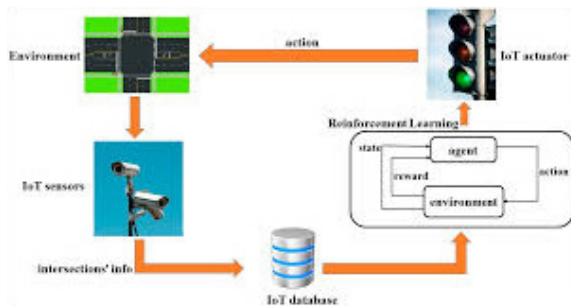 action
Environment
IoT actuator
Reinforcement Learning
state
agent
reward
action
environment
IoT sensors
intersections' info
IoT database